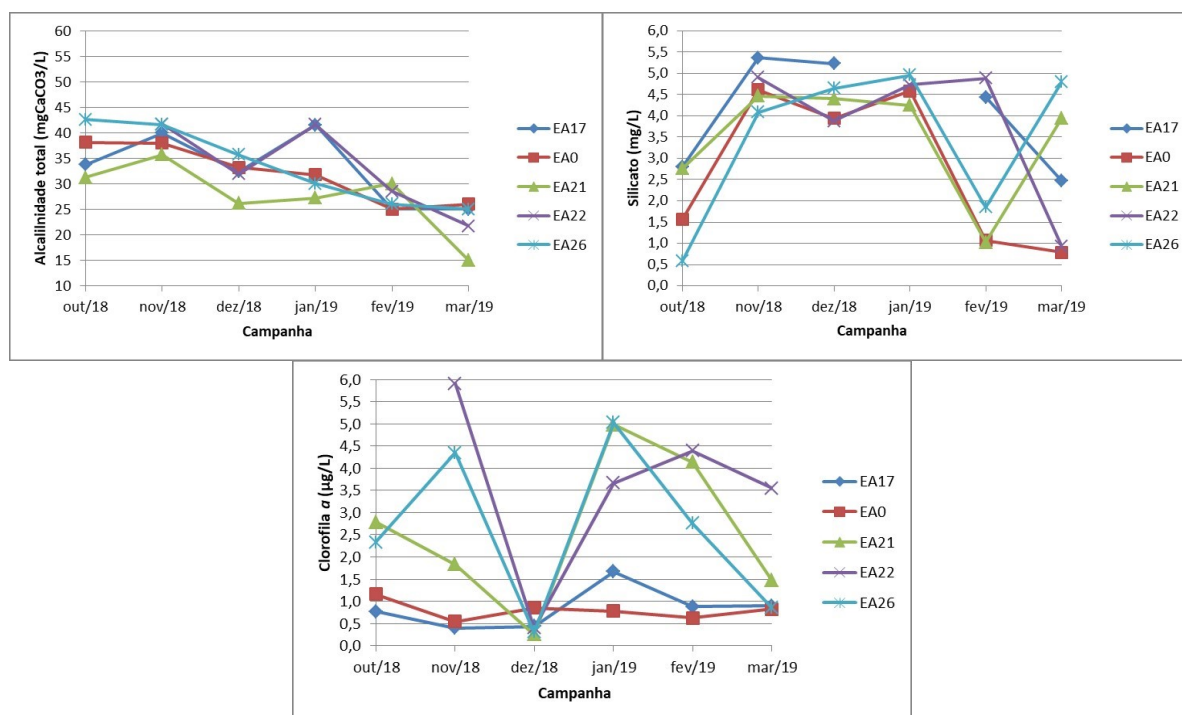 Alcallilnidade total (mgCaCO3/L)
60
55
50
45
40
35
30
25
20
15
10
out/18 nov/18 dez/18 jan/19 fev/19 mar/19
Campanha
EA17
EA0
EA21
EA22
EA26
Silicato (mg/L)
6,0
5,5
5,0
4,5
4,0
3,5
3,0
2,5
2,0
1,5
1,0
0,5
0,0
out/18 nov/18 dez/18 jan/19 fev/19 mar/19
Campanha
EA17
EA0
EA21
EA22
EA26
Clorofila a (µg/L)
6,0
5,5
5,0
4,5
4,0
3,5
3,0
2,5
2,0
1,5
1,0
0,5
0,0
out/18 nov/18 dez/18 jan/19 fev/19 mar/19
Campanha
EA17
EA0
EA21
EA22
EA26